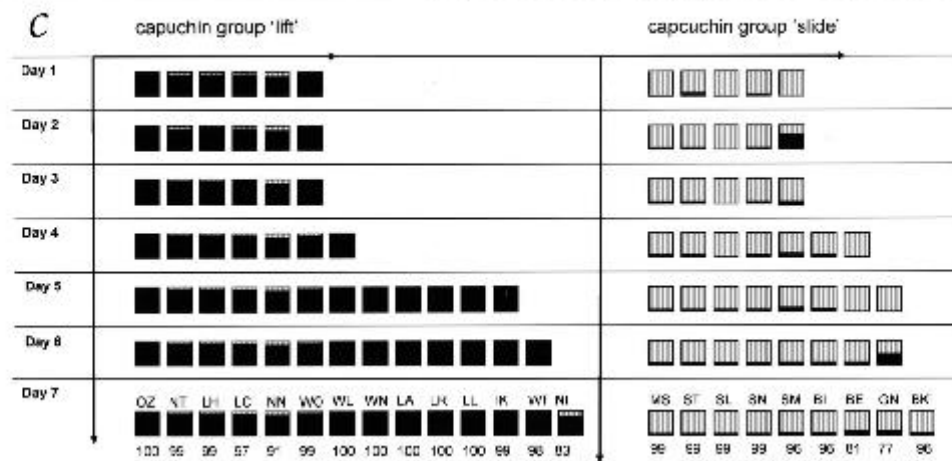 C capuchin group 'lift' capcuchin group 'slide'
Day 1
Day 2
Day 3
Day 4
Day 5
Day 6
Day 7
OZ NT LH LC NN WO WL WN LA LR LL IK WI NI MS ST SL SN SM BI BE GN BK
100 99 97 91 99 100 100 100 100 100 99 98 83 99 99 99 99 96 96 81 77 96